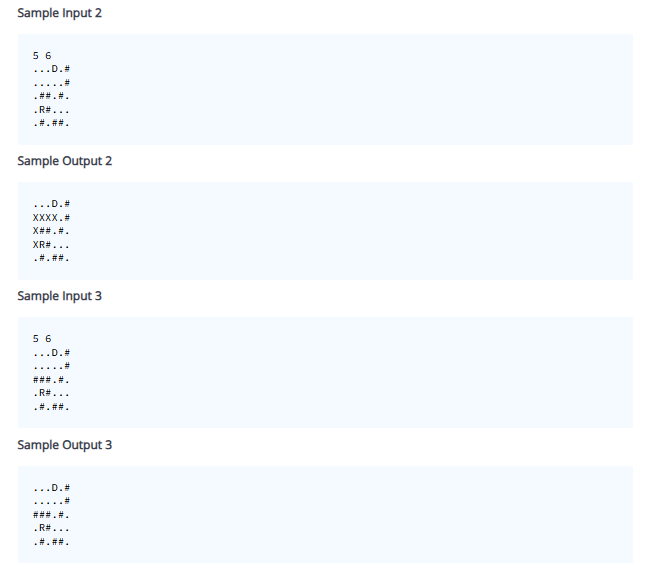 Sample Input 2
5 6
...D.#
.....#
.##.#.
.R#...
.#.##.
Sample Output 2
...D.#
XXXX.#
X##.#.
XR#...
.#.##.
Sample Input 3
5 6
...D.#
.....#
###.#.
.R#...
.#.##.
Sample Output 3
...D.#
.....#
###.#.
.R#...
.#.##.